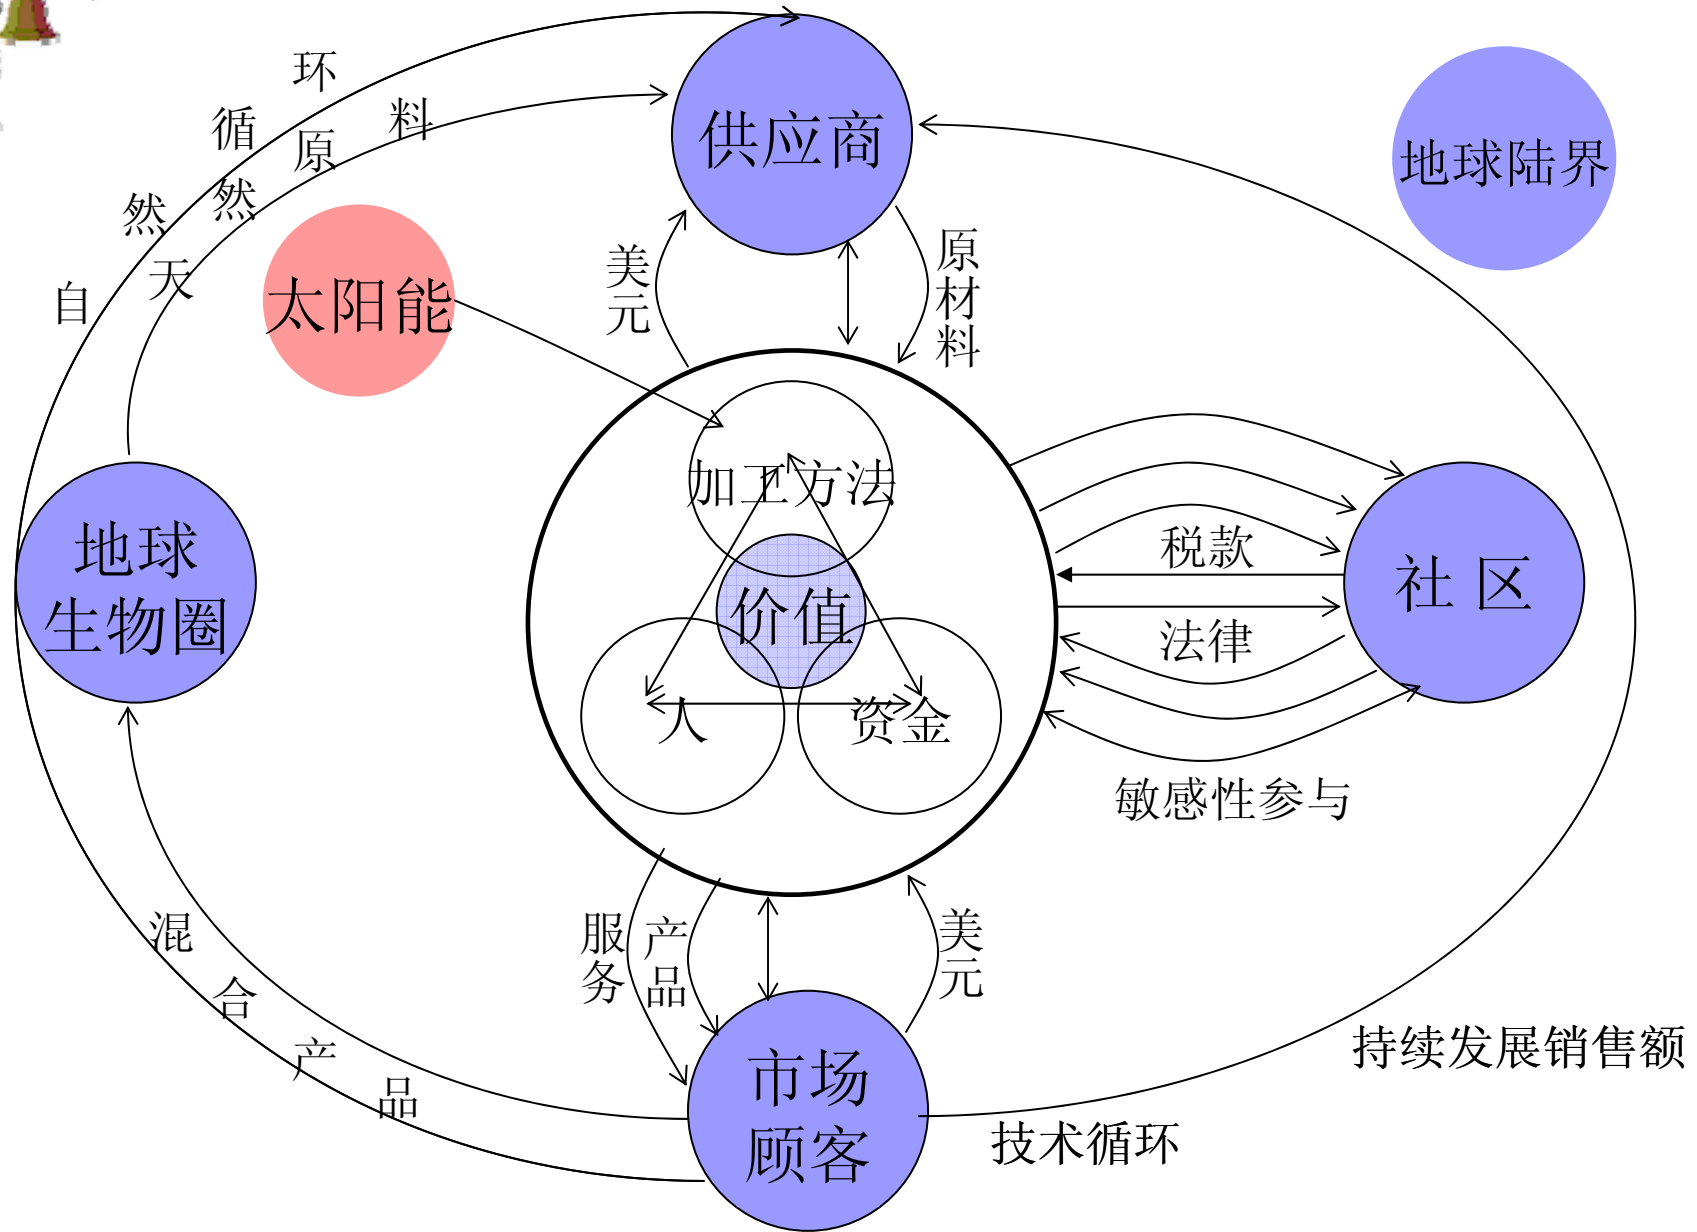 自然循环
天然原料
供应商
地球陆界
太阳能
美元
原材料
加工方法
价值
人
资金
地球
生物圈
税款
法律
社 区
敏感性参与
服务
产品
美元
混合产品
市场
顾客
持续发展销售额
技术循环